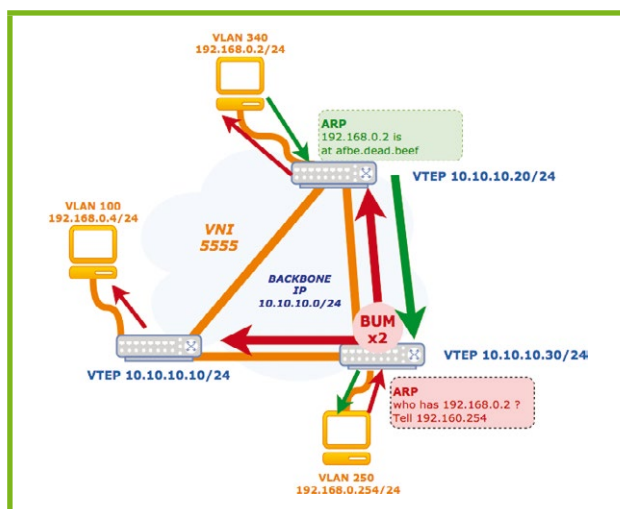 VLAN 340
192.168.0.2/24
ARP
192.168.0.2 is
at afbe.dead.beef
VTEP 10.10.10.20/24
VLAN 100
192.168.0.4/24
VNI
5555
BACKBONE
IP
10.10.10.0/24
BUM
x2
VTEP 10.10.10.10/24
VTEP 10.10.10.30/24
ARP
who has 192.168.0.2 ?
Tell 192.160.254
VLAN 250
192.168.0.254/24